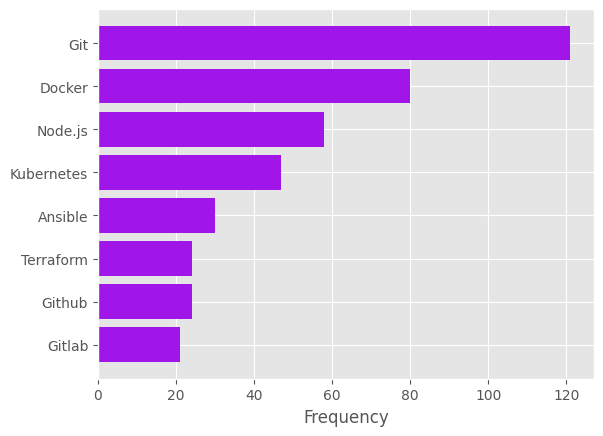 Git
Docker
Node.js
Kubernetes
Ansible
Terraform
Github
Gitlab
0 20 40 60 80 100 120
Frequency